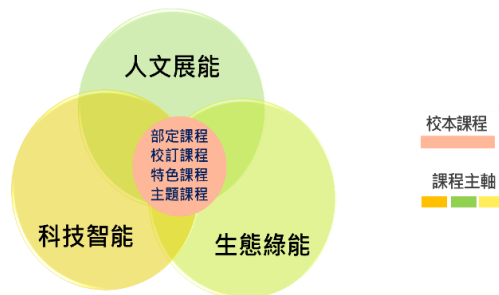 人文展能
部定課程
校訂課程
特色課程
主題課程
科技智能
生態綠能
校本課程
課程主軸